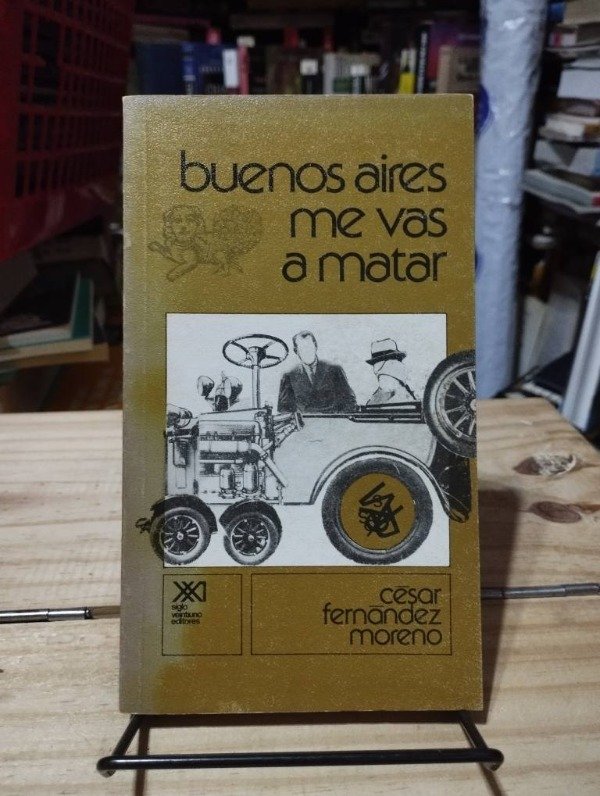 buenos aires
me vas
a matar
siglo
veintiuno
editores
césar
fernández
moreno